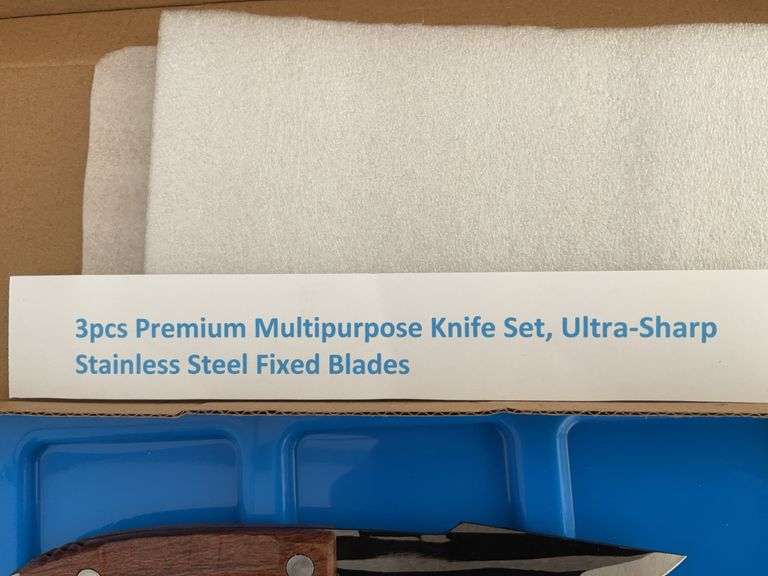 3pcs Premium Multipurpose Knife Set, Ultra-Sharp
Stainless Steel Fixed Blades